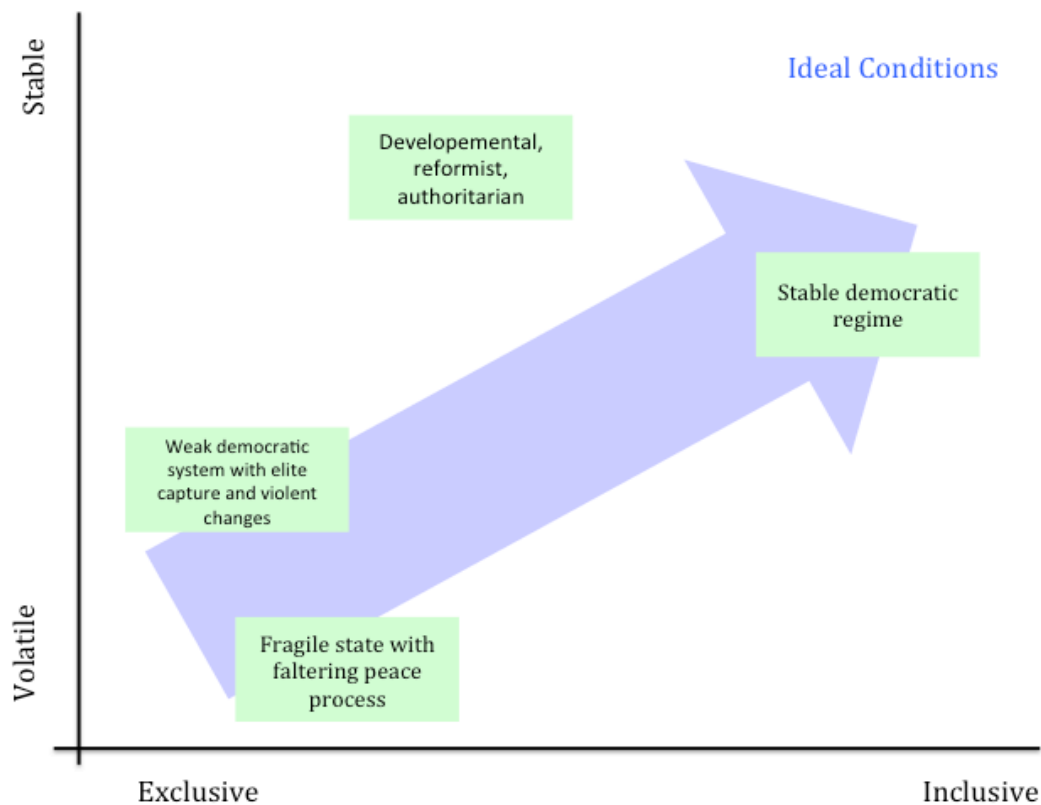 Stable
Ideal Conditions
Developemental,
reformist,
authoritarian
Stable democratic
regime
Weak democratic
system with elite
capture and violent
changes
Volatile
Fragile state with
faltering peace
process
Exclusive
Inclusive